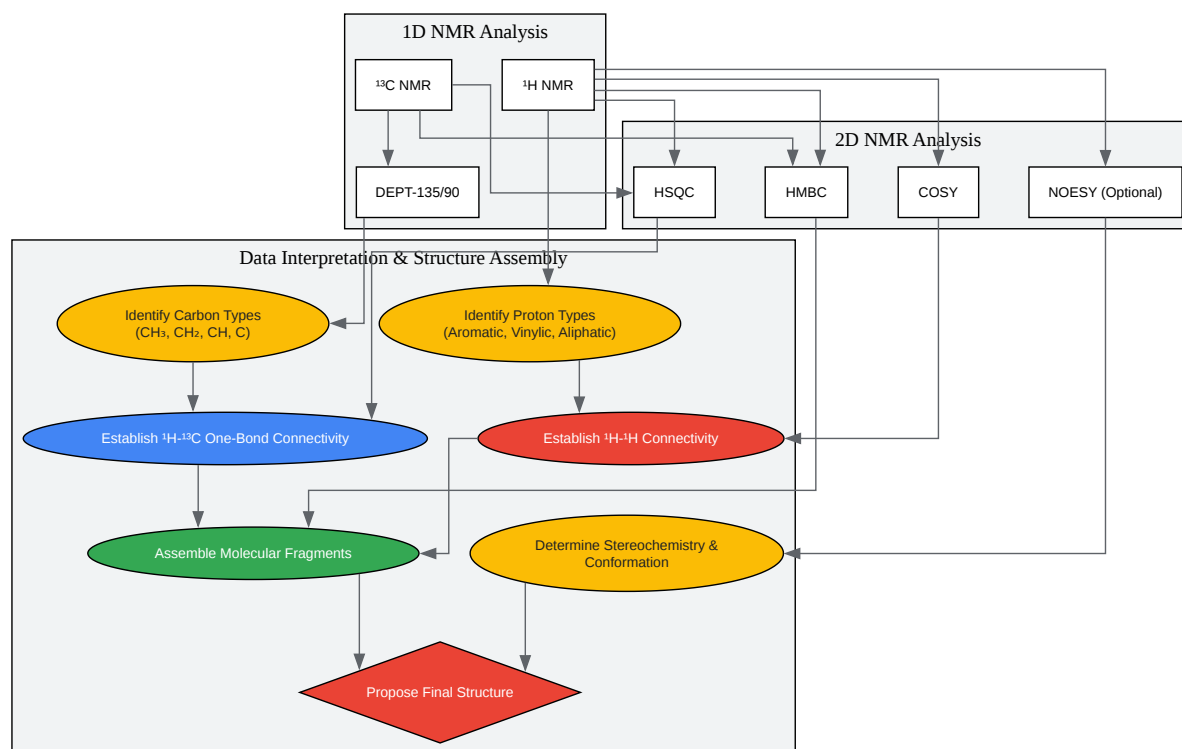 1D NMR Analysis
¹³C NMR
¹H NMR
DEPT-135/90
2D NMR Analysis
HSQC
HMBC
COSY
NOESY (Optional)
Data Interpretation & Structure Assembly
Identify Carbon Types
(CH₃, CH₂, CH, C)
Identify Proton Types
(Aromatic, Vinylic, Aliphatic)
Establish ¹H-¹³C One-Bond Connectivity
Establish ¹H-¹H Connectivity
Assemble Molecular Fragments
Determine Stereochemistry &
Conformation
Propose Final Structure